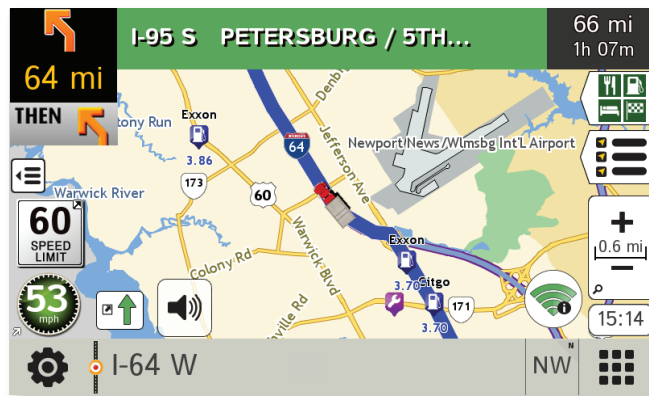 I-95 S PETERSBURG / 5TH...
66 mi
1h 07m
64 mi
THEN
tony Run
Exxon
3.86
Denb
64
Jefferson Ave
Newport News /Wlmsbg Int'L Airport
173
60
Warwick River
60
SPEED
LIMIT
Warwick Blvd
Exxon
3.70
Colony Rd
Citgo
171
3.70
ville Rd
+
0.6 mi
53
mph
15:14
I-64 W
N
NW